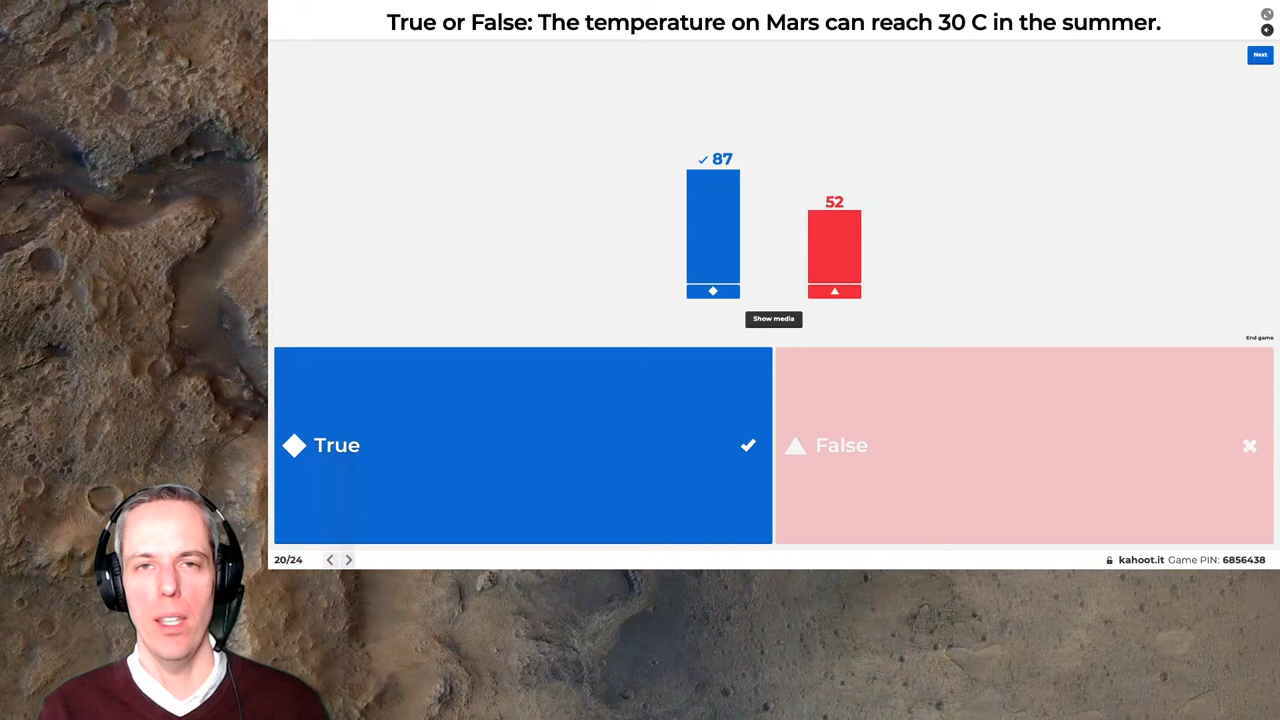 True or False: The temperature on Mars can reach 30 C in the summer.
Next
87
52
Show media
End game
True
False
20/24
kahoot.it Game PIN: 6856438